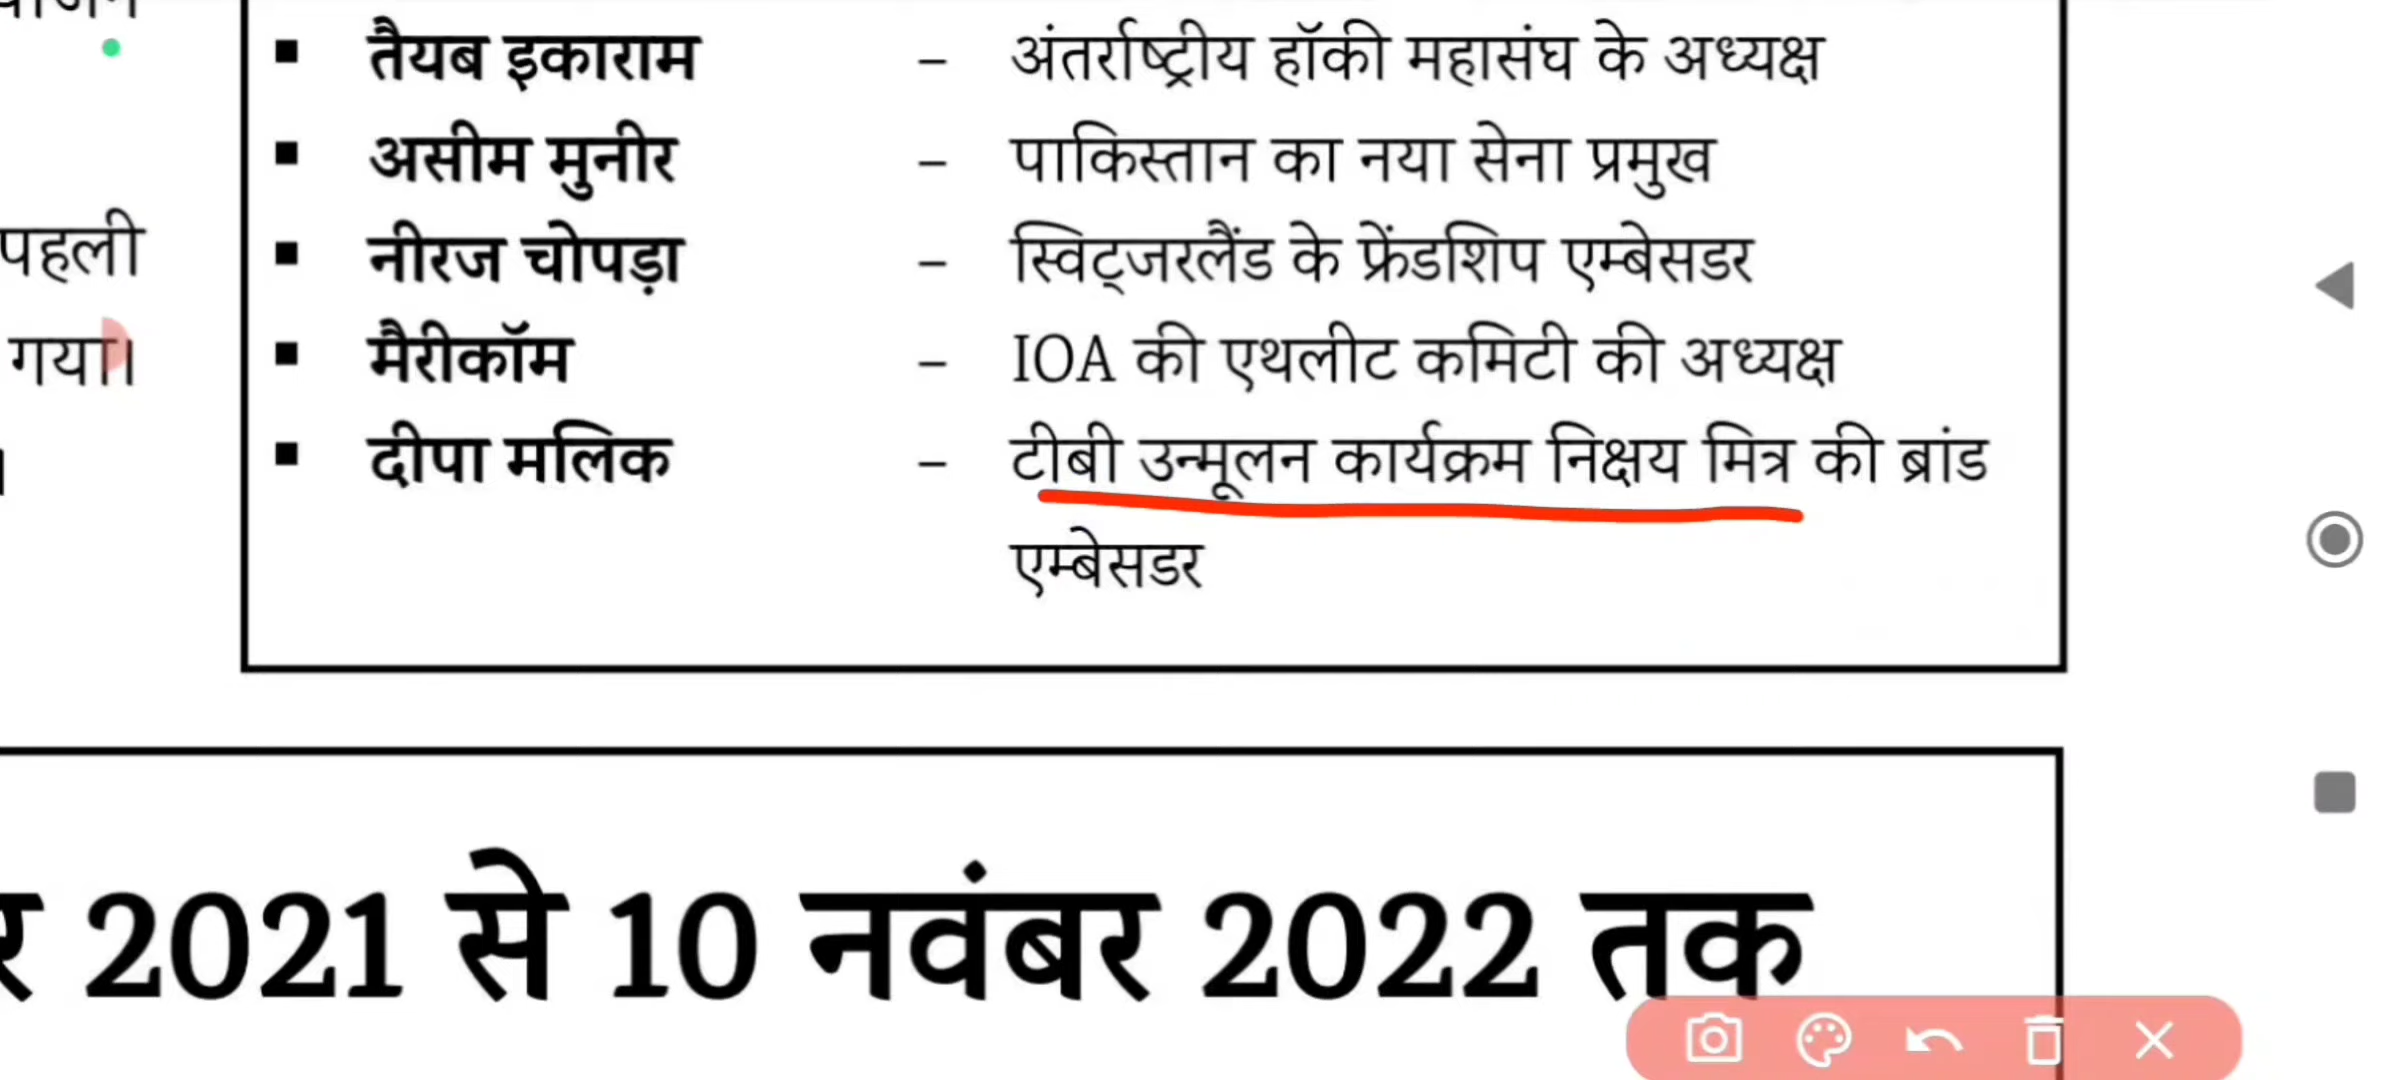 तैयब इकाराम – अंतर्राष्ट्रीय हॉकी महासंघ के अध्यक्ष
असीम मुनीर – पाकिस्तान का नया सेना प्रमुख
पहली
नीरज चोपड़ा – स्विट्जरलैंड के फ्रेंडशिप एम्बेसडर
गया।
मैरीकॉम – IOA की एथलीट कमिटी की अध्यक्ष
दीपा मलिक – टीबी उन्मूलन कार्यक्रम निक्षय मित्र की ब्रांड
एम्बेसडर
2021 से 10 नवंबर 2022 तक